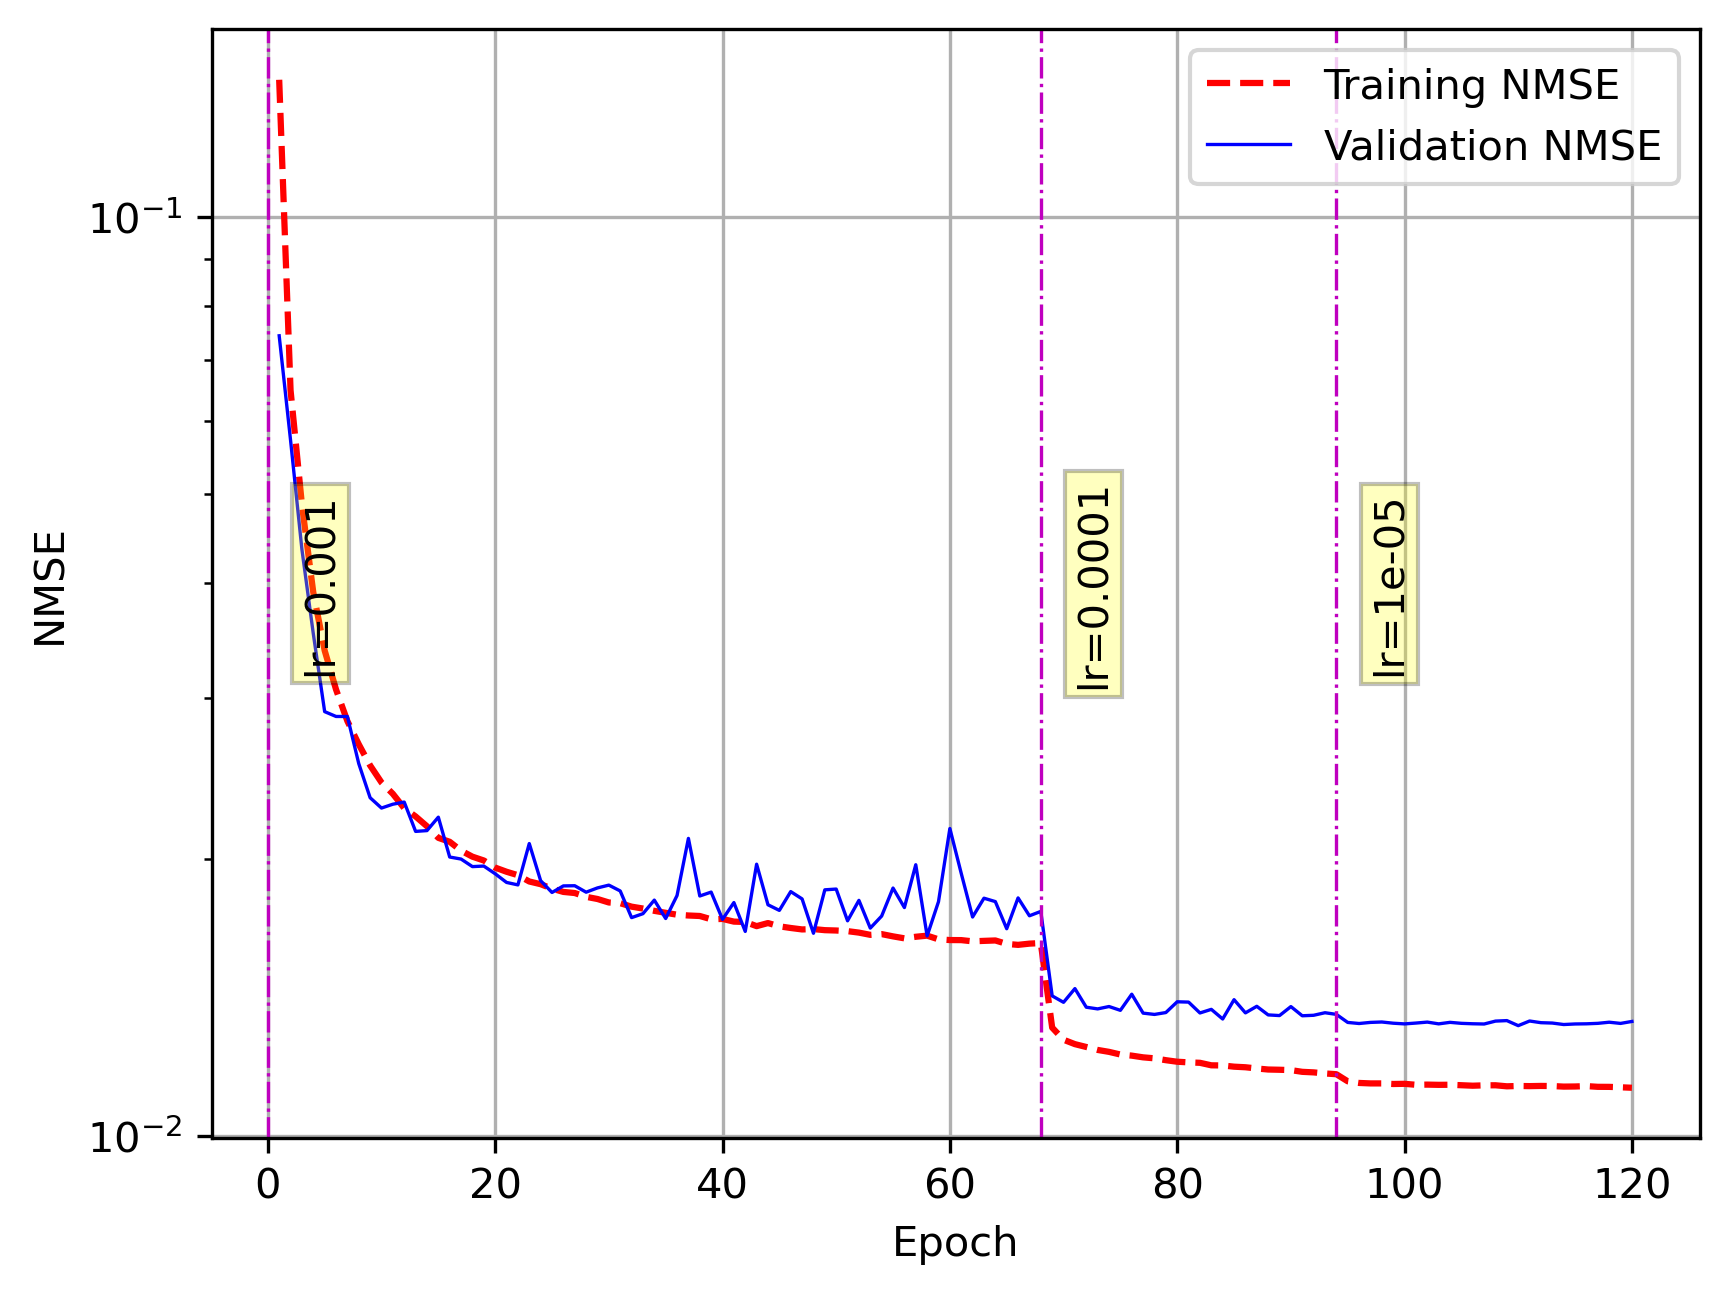 Training NMSE
Validation NMSE
10⁻¹
10⁻²
NMSE
lr=0.001
lr=0.0001
lr=1e-05
0 20 40 60 80 100 120
Epoch